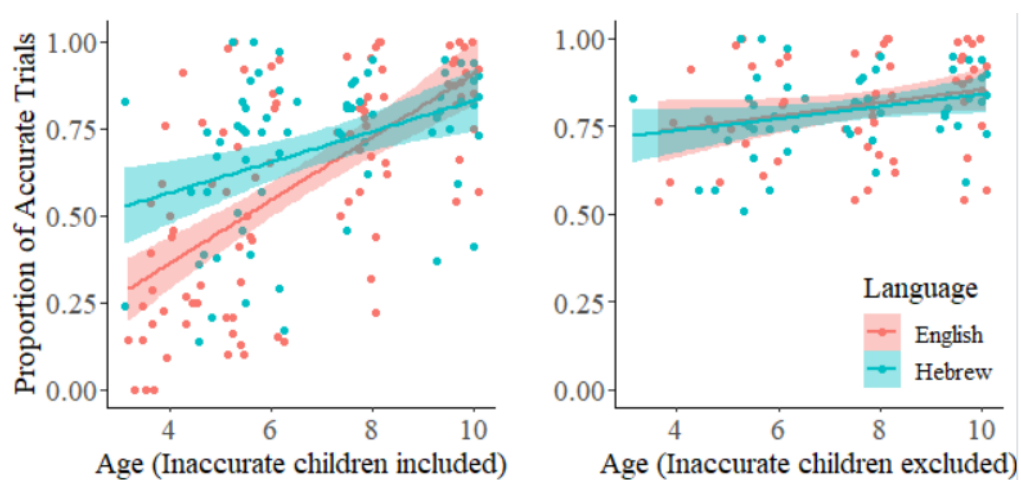 Proportion of Accurate Trials
1.00
0.75
0.50
0.25
0.00
4 6 8 10
Age (Inaccurate children included)
1.00
0.75
0.50
0.25
0.00
4 6 8 10
Age (Inaccurate children excluded)
Language
English
Hebrew